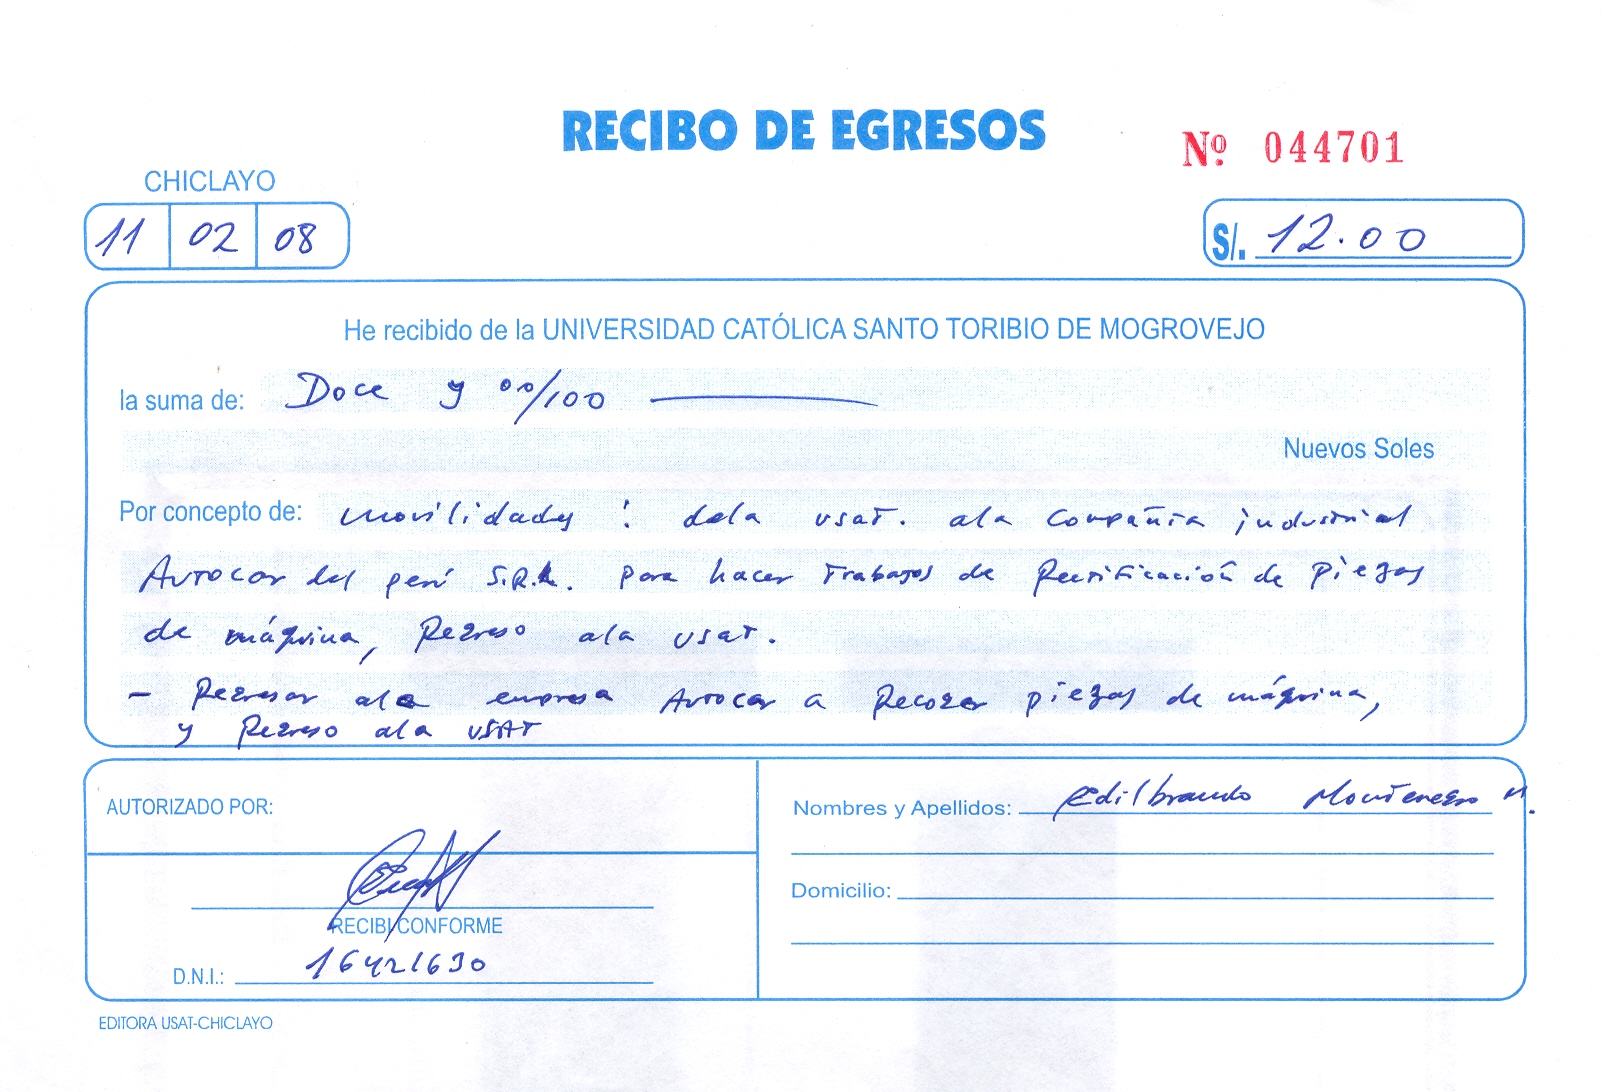 RECIBO DE EGRESOS
Nº 044701
CHICLAYO
11 02 08
S/. 12.00
He recibido de la UNIVERSIDAD CATÓLICA SANTO TORIBIO DE MOGROVEJO
la suma de: Doce y 00/100
Nuevos Soles
Por concepto de: movilidades : dela usat. ala Compañia industrial
Autocar del perú S.R.L. para hacer Trabajos de Rectificación de piezas
de máquina, Regreso ala usat.
- Regresar ala empresa Autocar a Recoger piezas de máquina,
y Regreso ala USAT
AUTORIZADO POR:
RECIBI CONFORME
D.N.I.: 16421630
Nombres y Apellidos: Edilbrando Montenegro M.
Domicilio:
EDITORA USAT-CHICLAYO